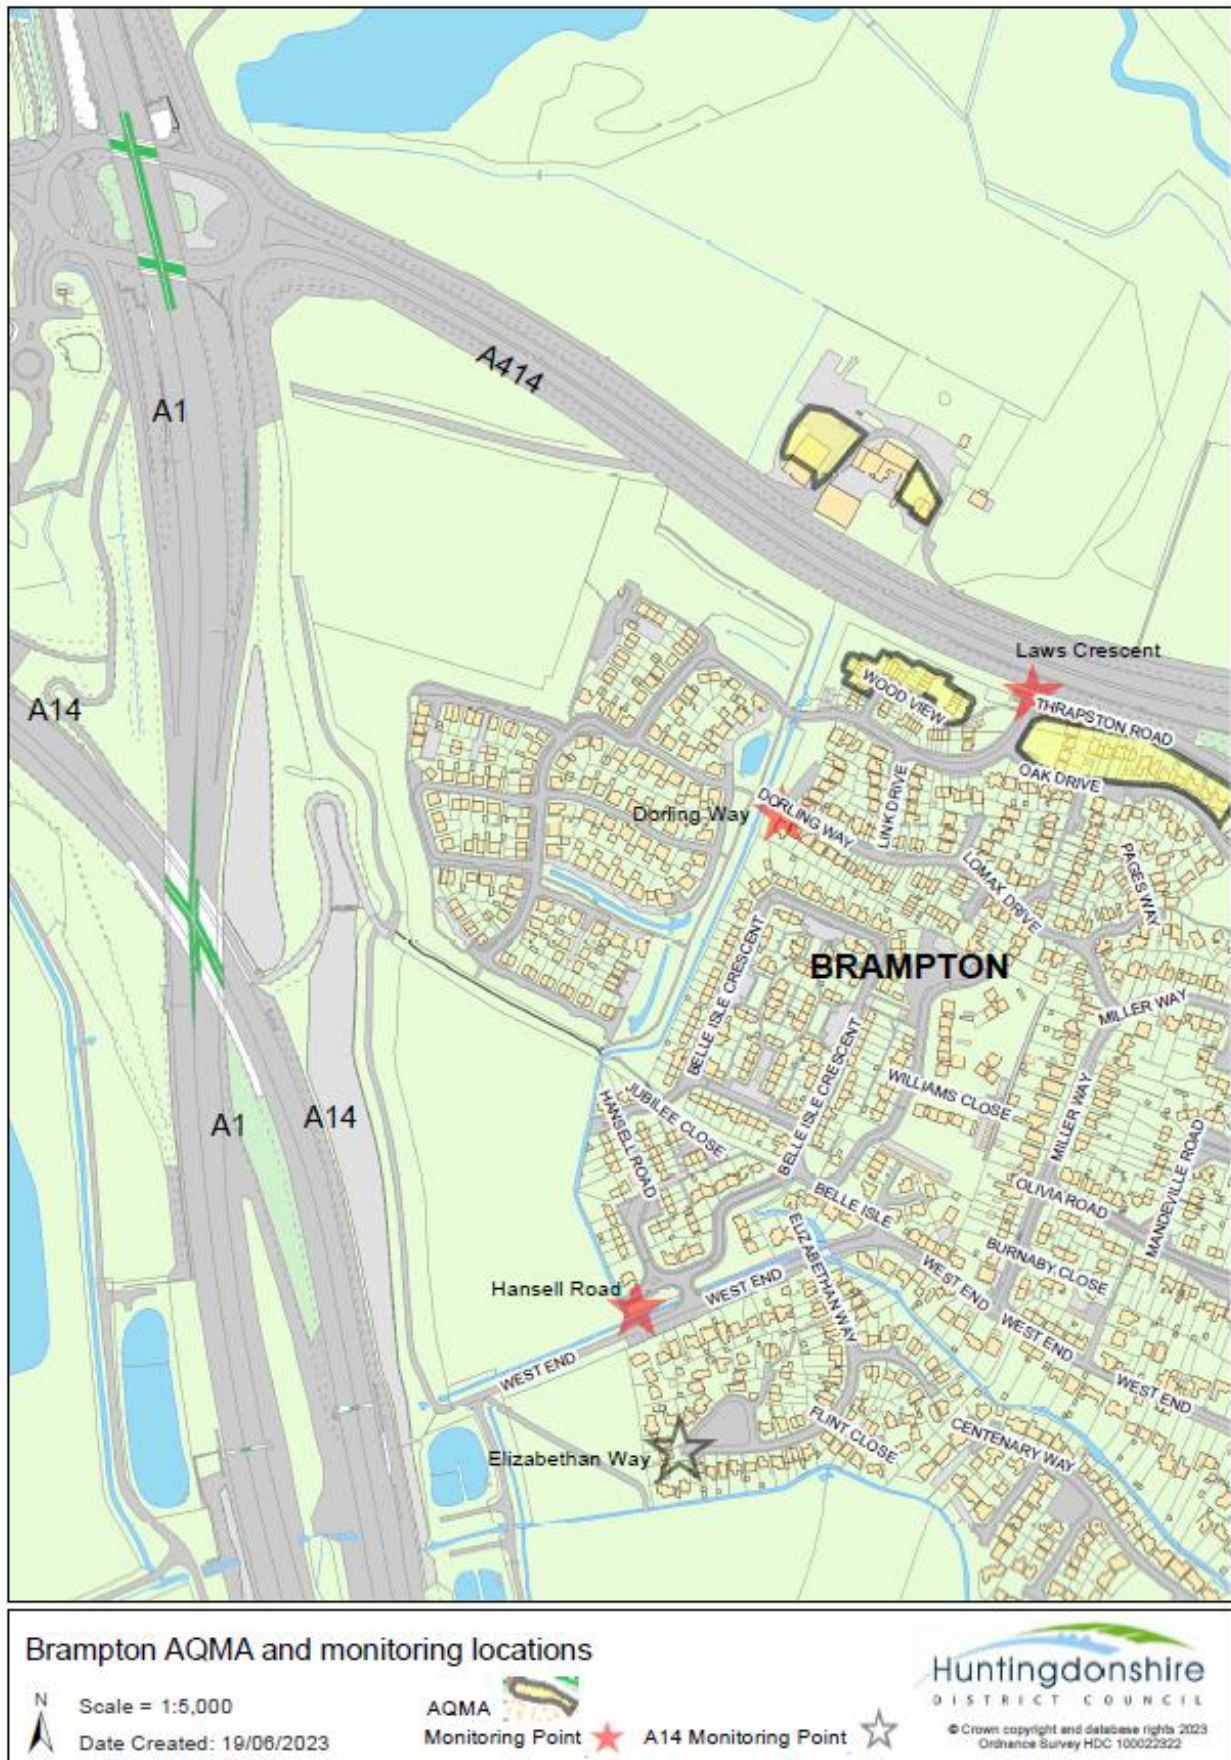 A414
A1
Laws Crescent
WOOD VIEW
THRAPSTON ROAD
A14
OAK DRIVE
LINKDRIVE
Dorling Way
DORLING WAY
PAGES WAY
LOMAX DRIVE
BELLE ISLE CRESCENT
BRAMPTON
MILLER WAY
BELLE ISLE CRESCENT
WILLIAMS CLOSE
JUBILEE CLOSE
HANSELL ROAD
A1
A14
MILLER WAY
MANDEVILLE ROAD
OLIVIA ROAD
BELLE ISLE
ELIZABETHAN WAY
BURNABY CLOSE
Hansell Road
WEST END
WEST END
WEST END
WEST END
WEST END
FLINT CLOSE
CENTENARY WAY
Elizabethan Way
Brampton AQMA and monitoring locations
N
Scale = 1:5,000
Date Created: 19/06/2023
AQMA
Monitoring Point
A14 Monitoring Point
Huntingdonshire
DISTRICT COUNCIL
© Crown copyright and database rights 2023
Ordnance Survey HDC 100022322